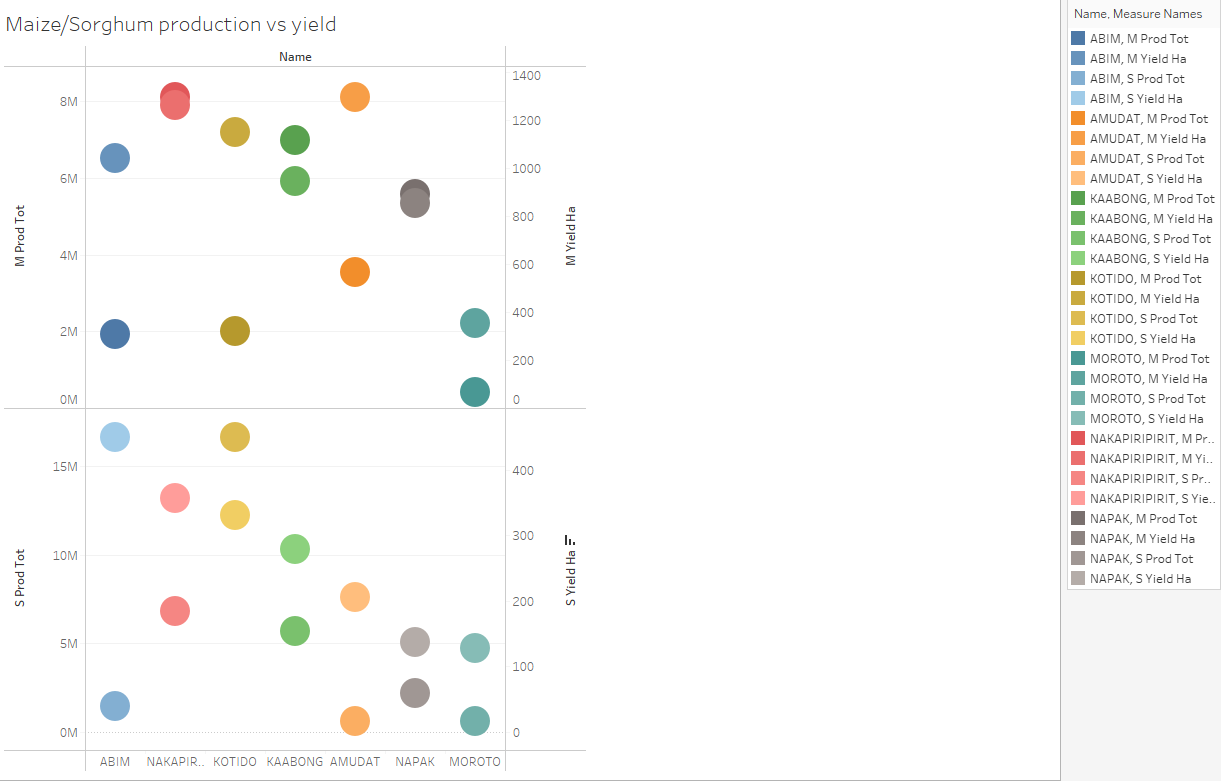 Maize/Sorghum production vs yield
Name
M Prod Tot
8M
6M
4M
2M
0M
M Yield Ha
1400
1200
1000
800
600
400
200
0
S Prod Tot
15M
10M
5M
0M
S Yield Ha
400
300
200
100
0
ABIM NAKAPIR.. KOTIDO KAABONG AMUDAT NAPAK MOROTO
Name, Measure Names
ABIM, M Prod Tot
ABIM, M Yield Ha
ABIM, S Prod Tot
ABIM, S Yield Ha
AMUDAT, M Prod Tot
AMUDAT, M Yield Ha
AMUDAT, S Prod Tot
AMUDAT, S Yield Ha
KAABONG, M Prod Tot
KAABONG, M Yield Ha
KAABONG, S Prod Tot
KAABONG, S Yield Ha
KOTIDO, M Prod Tot
KOTIDO, M Yield Ha
KOTIDO, S Prod Tot
KOTIDO, S Yield Ha
MOROTO, M Prod Tot
MOROTO, M Yield Ha
MOROTO, S Prod Tot
MOROTO, S Yield Ha
NAKAPIRIPIRIT, M Pr..
NAKAPIRIPIRIT, M Yi..
NAKAPIRIPIRIT, S Pr..
NAKAPIRIPIRIT, S Yie..
NAPAK, M Prod Tot
NAPAK, M Yield Ha
NAPAK, S Prod Tot
NAPAK, S Yield Ha